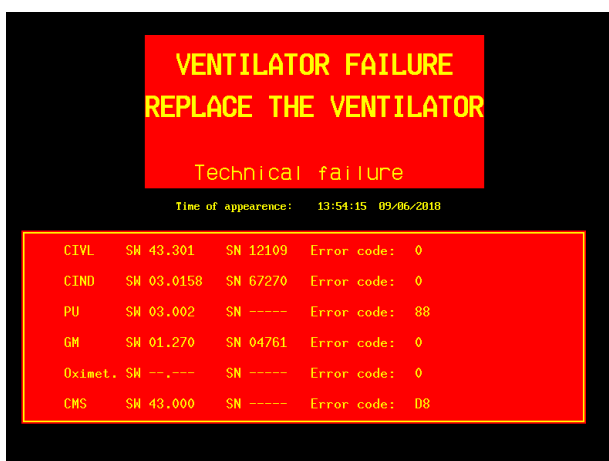 VENTILATOR FAILURE
REPLACE THE VENTILATOR
Technical failure
Time of appearence: 13:54:15 09/06/2018
CIVL SW 43.301 SN 12109 Error code: 0
CIND SW 03.0158 SN 67270 Error code: 0
PU SW 03.002 SN ----- Error code: 88
GM SW 01.270 SN 04761 Error code: 0
Oximet. SW --.--- SN ----- Error code: 0
CMS SW 43.000 SN ----- Error code: D8